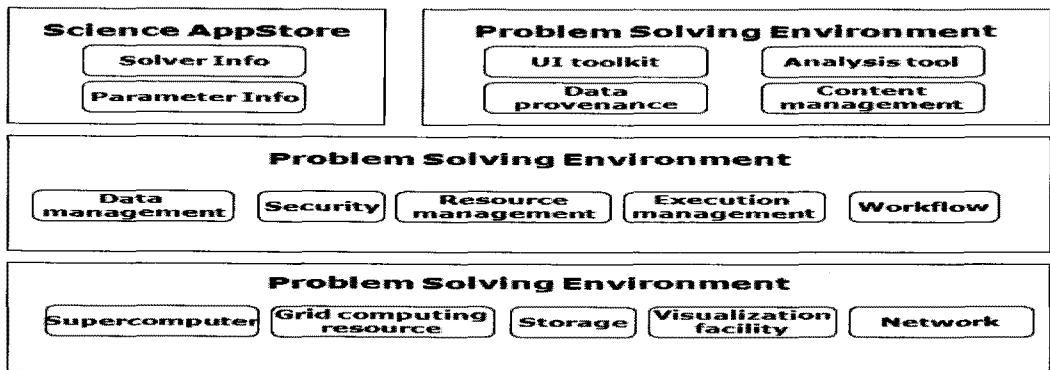 Science AppStore
Solver Info
Parameter Info
Problem Solving Environment
UI toolkit
Analysis tool
Data
provenance
Content
management
Problem Solving Environment
Data
management
Security
Resource
management
Execution
management
Workflow
Problem Solving Environment
Supercomputer
Grid computing
resource
Storage
Visualization
facility
Network